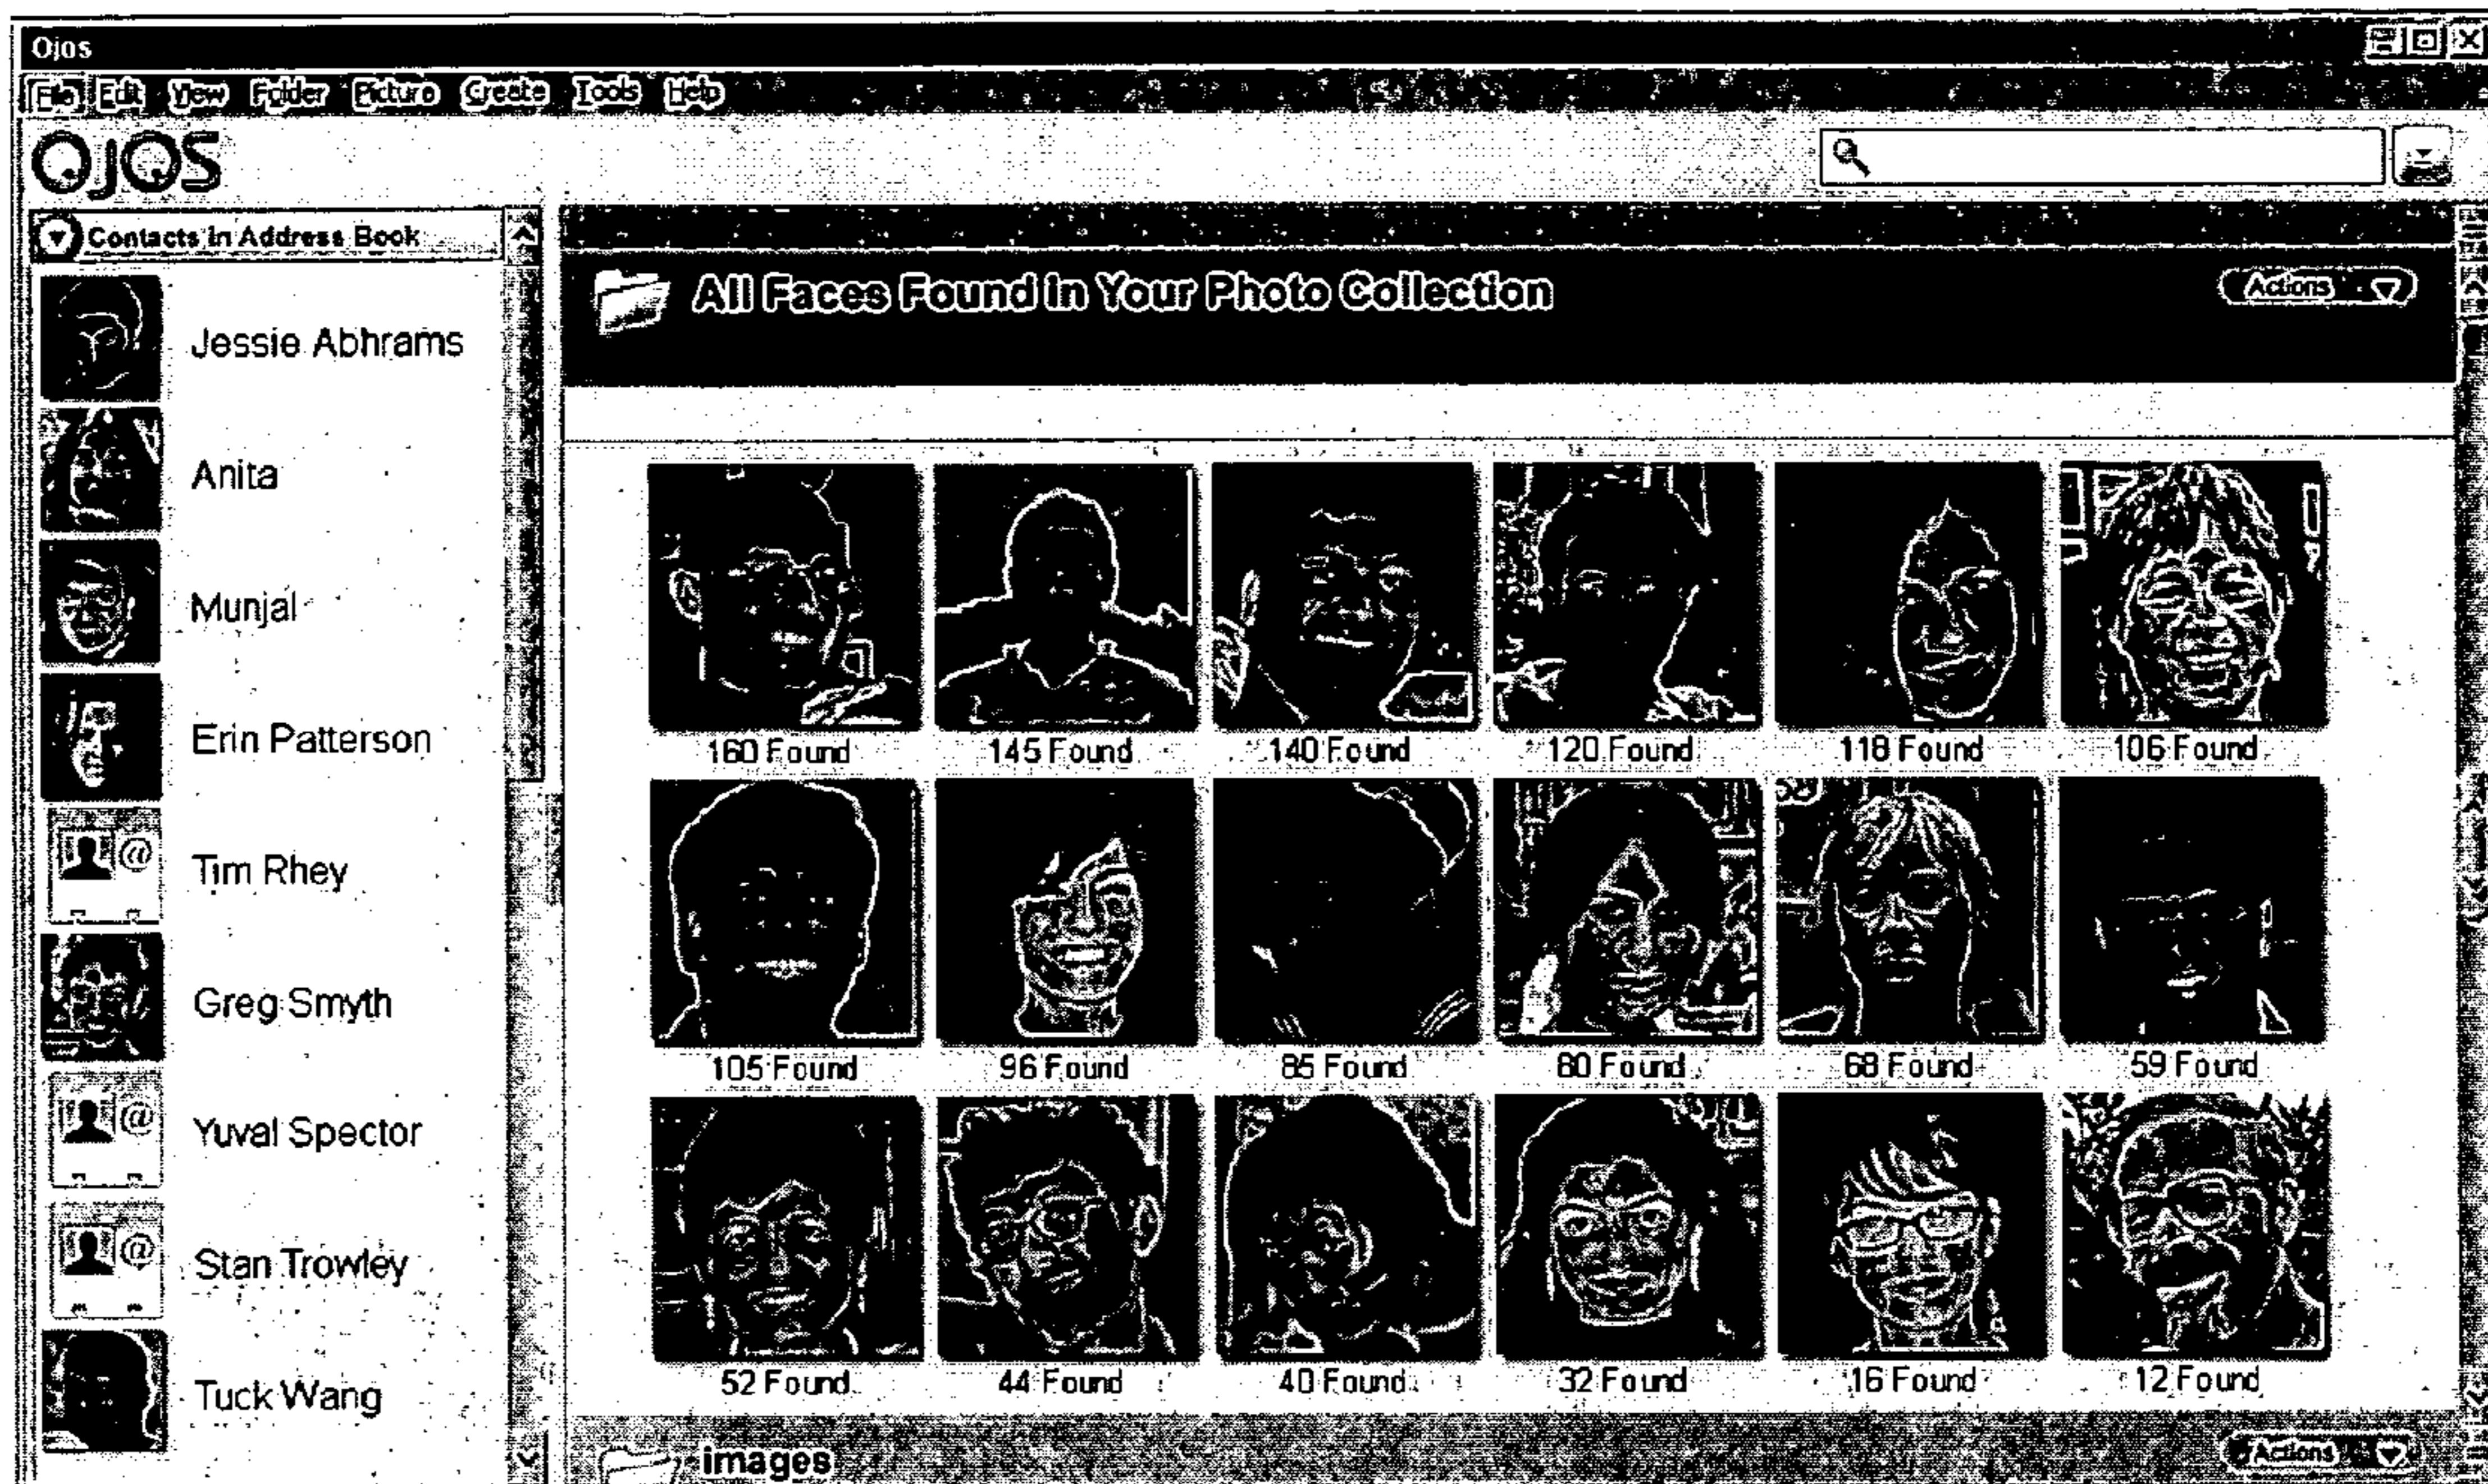 Ojos
File Edit View Folder Picture Create Tools Help
OjOS
Contacts in Address Book
Jessie Abhrams
Anita
Munjal
Erin Patterson
@
Tim Rhey
Greg Smyth
@
Yuval Spector
@
Stan Trowley
Tuck Wang
All Faces Found in Your Photo Collection
Actions
160 Found 145 Found 140 Found 120 Found 118 Found 106 Found
105 Found 96 Found 85 Found 80 Found 68 Found 59 Found
52 Found 44 Found 40 Found 32 Found 16 Found 12 Found
images
Actions